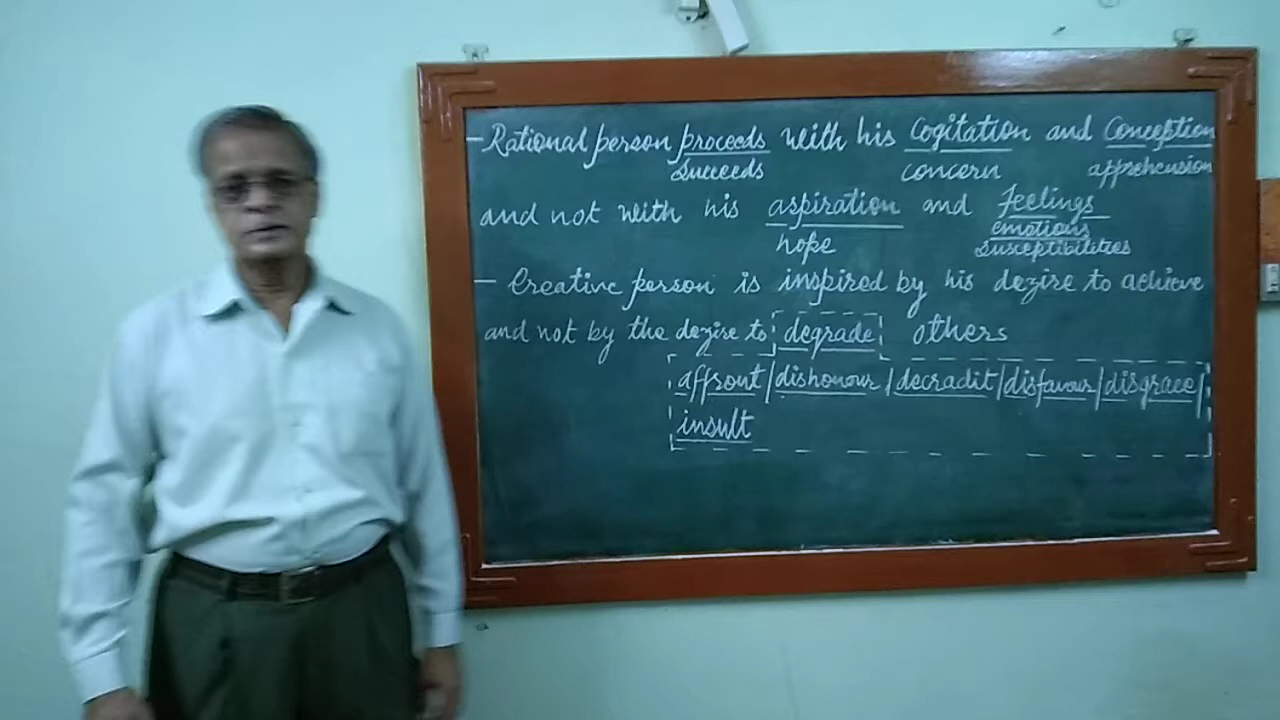 - Rational person proceeds with his Cogitation and Conception
succeeds concern apprehension
and not with his aspiration and Feelings
hope emotions
susceptibilities
- Creative person is inspired by his dezire to achieve
and not by the dezire to degrade others
affront / dishonour / decradit / disfavour / disgrace /
insult